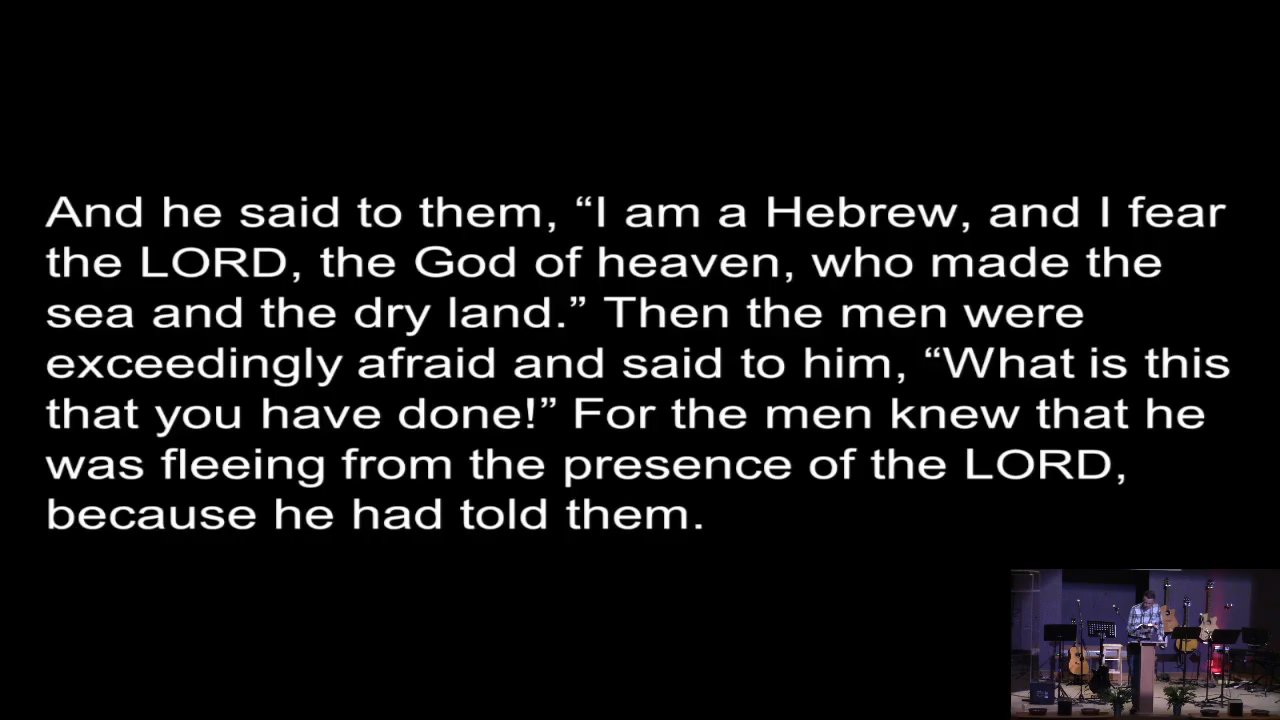 And he said to them, “I am a Hebrew, and I fear
the LORD, the God of heaven, who made the
sea and the dry land.” Then the men were
exceedingly afraid and said to him, “What is this
that you have done!” For the men knew that he
was fleeing from the presence of the LORD,
because he had told them.